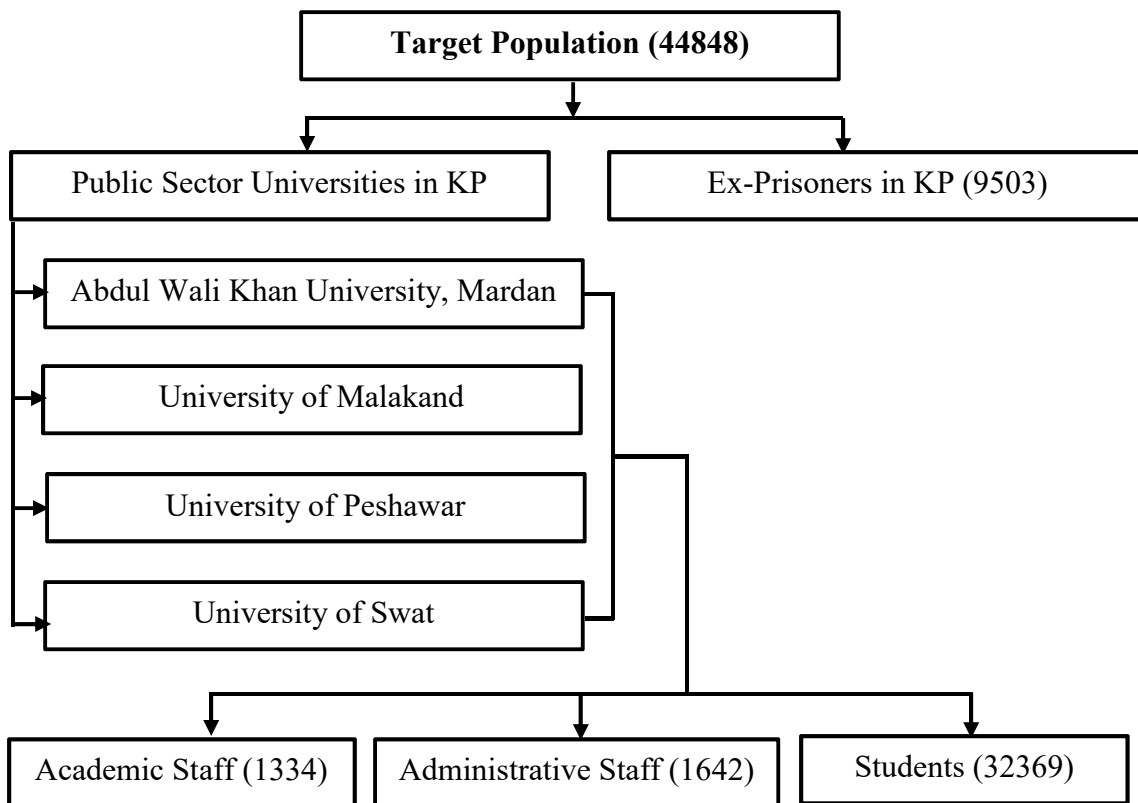 Target Population (44848)
Public Sector Universities in KP
Ex-Prisoners in KP (9503)
Abdul Wali Khan University, Mardan
University of Malakand
University of Peshawar
University of Swat
Academic Staff (1334)
Administrative Staff (1642)
Students (32369)